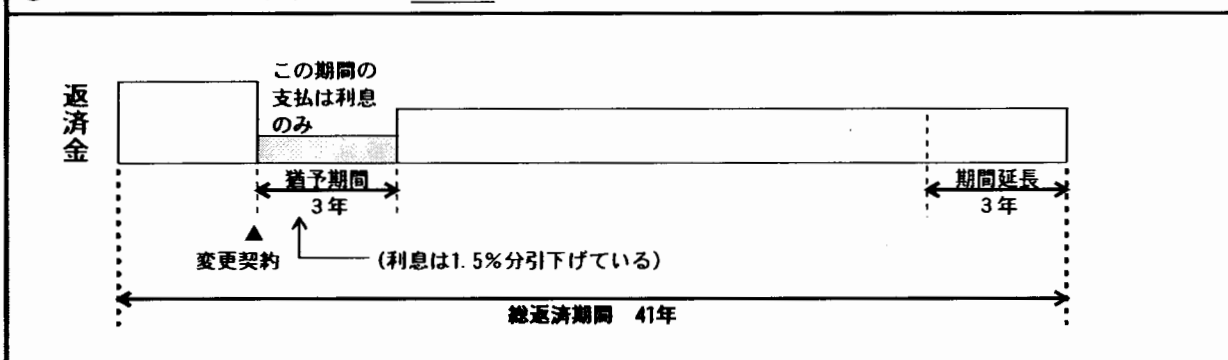 返済金
この期間の
支払は利息
のみ
猶予期間
3年
期間延長
3年
▲
変更契約
(利息は1.5%分引下げている)
総返済期間 41年